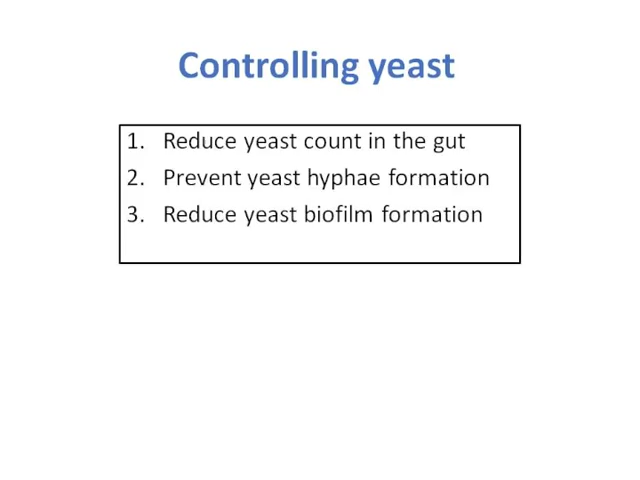 Controlling yeast
1. Reduce yeast count in the gut
2. Prevent yeast hyphae formation
3. Reduce yeast biofilm formation